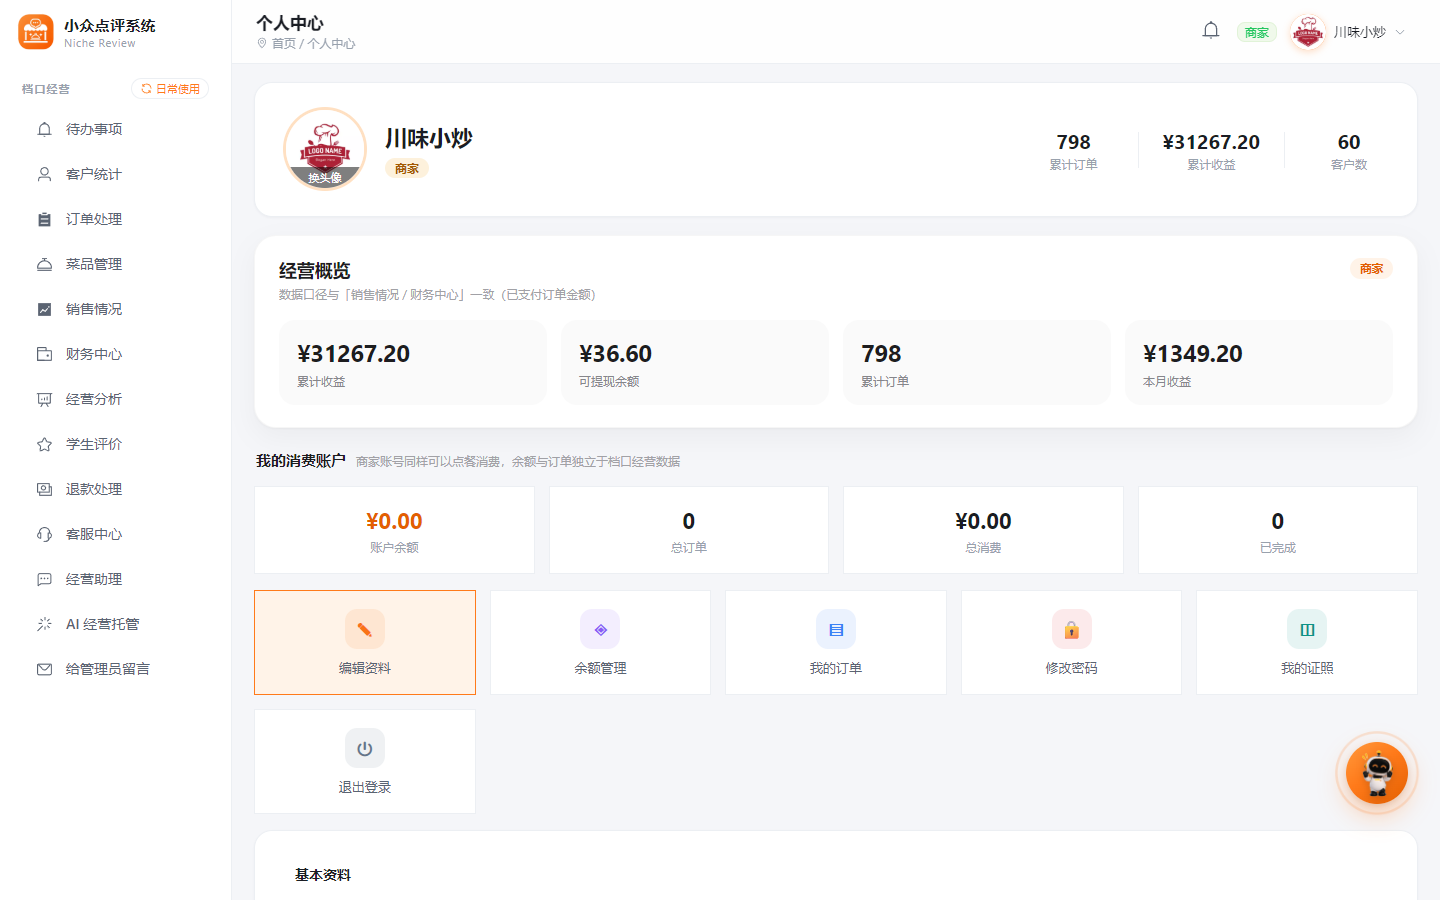 小众点评系统
Niche Review
档口经营
日常使用
待办事项
客户统计
订单处理
菜品管理
销售情况
财务中心
经营分析
学生评价
退款处理
客服中心
经营助理
AI 经营托管
给管理员留言
个人中心
首页 / 个人中心
商家
川味小炒
LOGO NAME
换头像
川味小炒
商家
798
累计订单
¥31267.20
累计收益
60
客户数
经营概览
商家
数据口径与「销售情况 / 财务中心」一致（已支付订单金额）
¥31267.20
累计收益
¥36.60
可提现余额
798
累计订单
¥1349.20
本月收益
我的消费账户
商家账号同样可以点餐消费，余额与订单独立于档口经营数据
¥0.00
账户余额
0
总订单
¥0.00
总消费
0
已完成
编辑资料
余额管理
我的订单
修改密码
我的证照
退出登录
基本资料